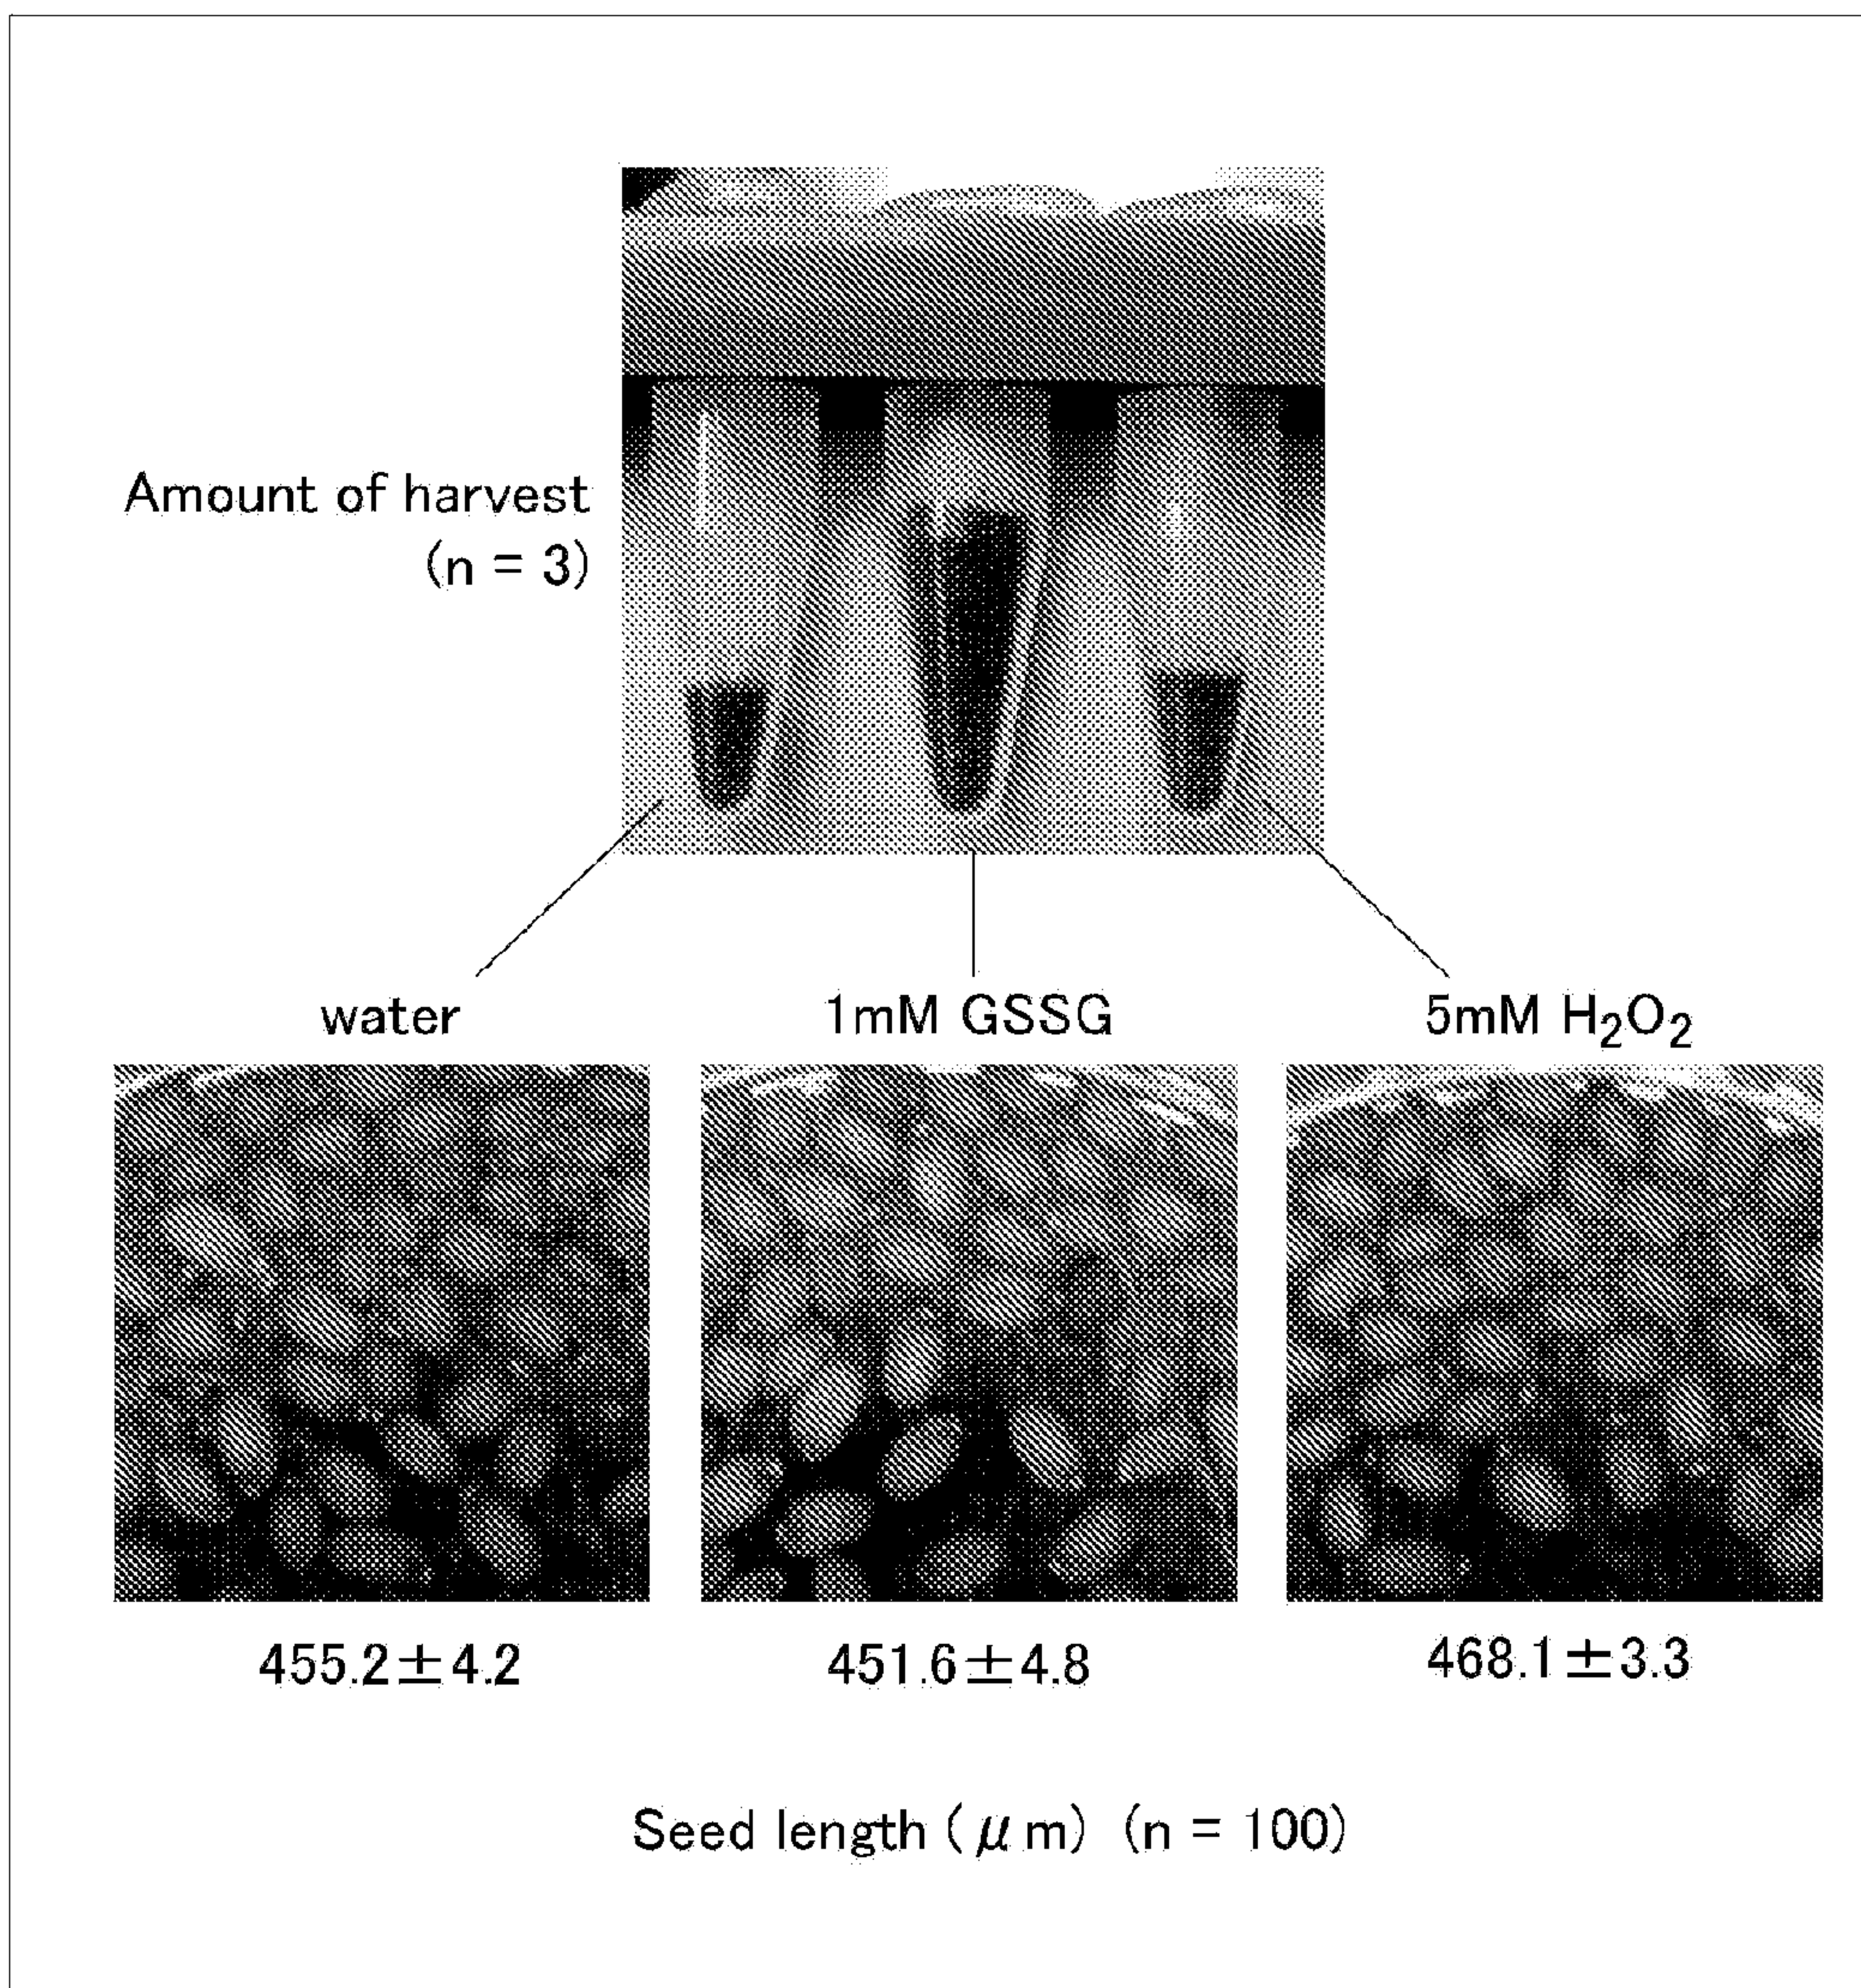 Amount of harvest
(n = 3)
water
1mM GSSG
5mM H₂O₂
455.2±4.2
451.6±4.8
468.1±3.3
Seed length (μm) (n = 100)